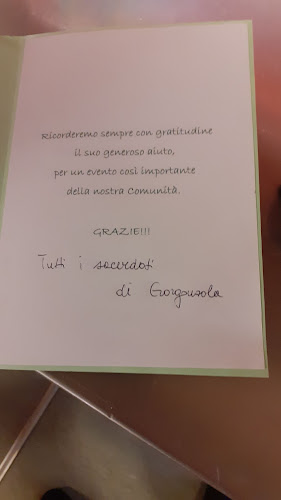 Ricorderemo sempre con gratitudine
il suo generoso aiuto,
per un evento così importante
della nostra Comunità.
GRAZIE!!!
Tutti i sacerdoti
di Gorgonzola